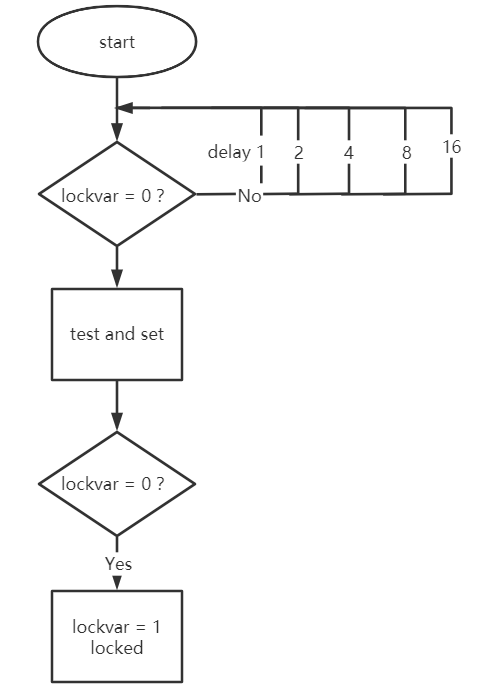 start
delay 1 2 4 8 16
lockvar = 0 ?
No
test and set
lockvar = 0 ?
Yes
lockvar = 1
locked